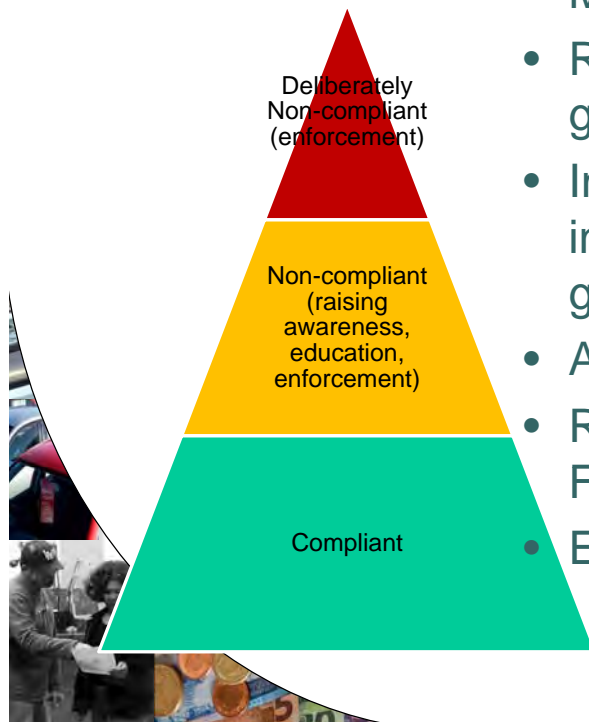 Deliberately
Non-compliant
(enforcement)
Non-compliant
(raising
awareness,
education,
enforcement)
Compliant